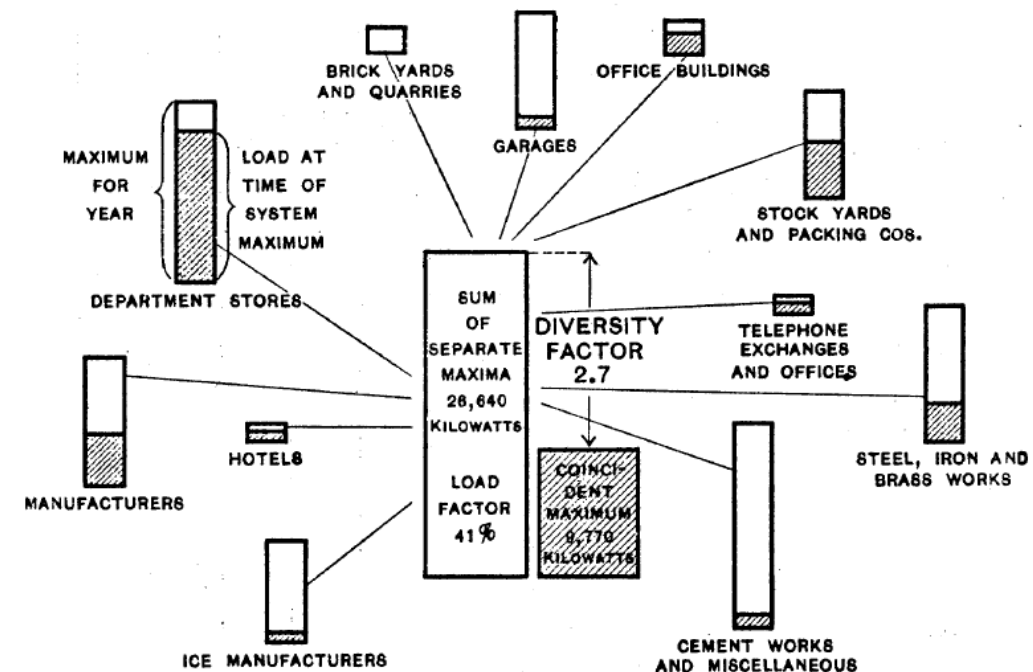 BRICK YARDS
AND QUARRIES
GARAGES
OFFICE BUILDINGS
STOCK YARDS
AND PACKING COS.
MAXIMUM
FOR
YEAR
LOAD AT
TIME OF
SYSTEM
MAXIMUM
DEPARTMENT STORES
SUM
OF
SEPARATE
MAXIMA
26,640
KILOWATTS
LOAD
FACTOR
41%
DIVERSITY
FACTOR
2.7
COINCI-
DENT
MAXIMUM
9,770
KILOWATTS
TELEPHONE
EXCHANGES
AND OFFICES
STEEL, IRON AND
BRASS WORKS
MANUFACTURERS
HOTELS
ICE MANUFACTURERS
CEMENT WORKS
AND MISCELLANEOUS